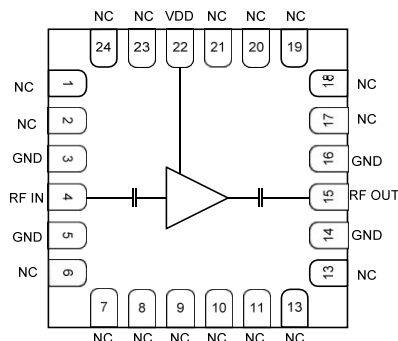 NC NC VDD NC NC NC
24 23 22 21 20 19
NC 1 18 NC
NC 2 17 NC
GND 3 16 GND
RF IN 4 15 RF OUT
GND 5 14 GND
NC 6 13 NC
7 8 9 10 11 13
NC NC NC NC NC NC